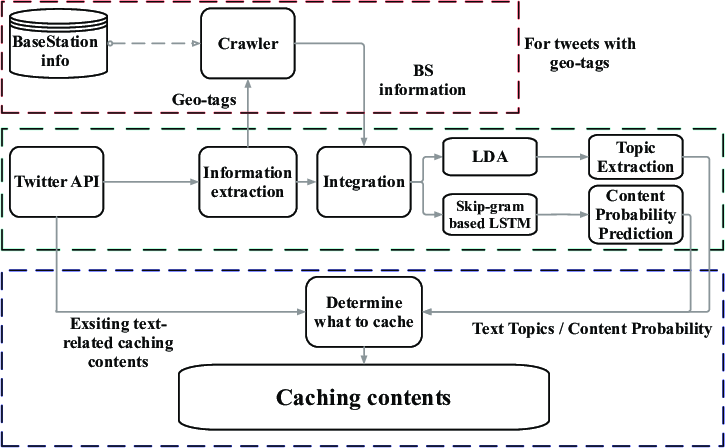 BaseStation
info
Crawler
For tweets with
geo-tags
BS
information
Geo-tags
Twitter API
Information
extraction
Integration
LDA
Topic
Extraction
Skip-gram
based LSTM
Content
Probability
Prediction
Determine
what to cache
Exsiting text-
related caching
contents
Text Topics / Content Probability
Caching contents